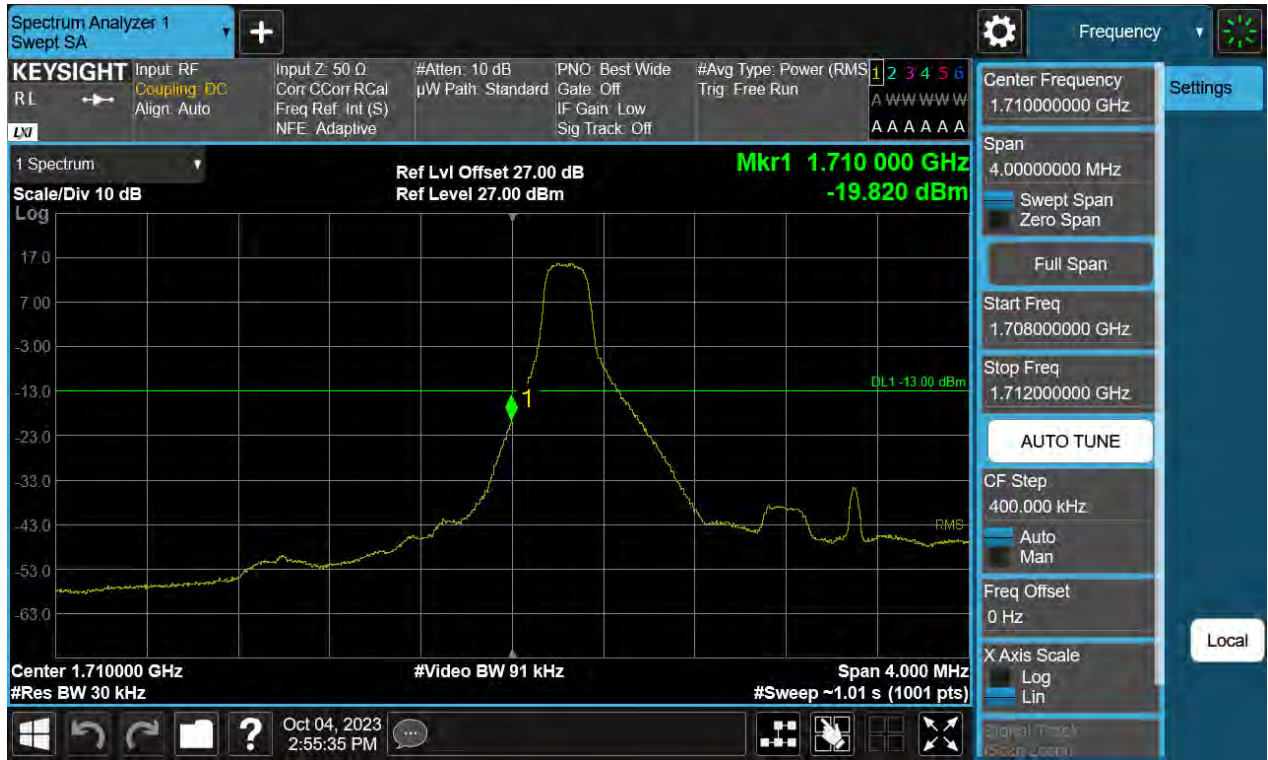 Spectrum Analyzer 1
Swept SA
Frequency
KEYSIGHT
RL
LXI
Input: RF
Coupling: DC
Align: Auto
Input Z: 50 Ω
Corr CCorr RCal
Freq Ref: Int (S)
NFE: Adaptive
#Atten: 10 dB
µW Path: Standard
PNO: Best Wide
Gate: Off
IF Gain: Low
Sig Track: Off
#Avg Type: Power (RMS
Trig: Free Run
1 2 3 4 5 6
A W W W W W
A A A A A A
Center Frequency
1.710000000 GHz
Settings
Span
4.00000000 MHz
Swept Span
Zero Span
Full Span
Start Freq
1.708000000 GHz
Stop Freq
1.712000000 GHz
AUTO TUNE
CF Step
400.000 kHz
Auto
Man
Freq Offset
0 Hz
X Axis Scale
Log
Lin
Signal Track
(Span Zoom)
Local
1 Spectrum
Scale/Div 10 dB
Log
Ref Lvl Offset 27.00 dB
Ref Level 27.00 dBm
Mkr1 1.710 000 GHz
-19.820 dBm
17.0
7.00
-3.00
-13.0
-23.0
-33.0
-43.0
-53.0
-63.0
DL1 -13.00 dBm
1
RMS
Center 1.710000 GHz
#Video BW 91 kHz
Span 4.000 MHz
#Res BW 30 kHz
#Sweep ~1.01 s (1001 pts)
?
Oct 04, 2023
2:55:35 PM